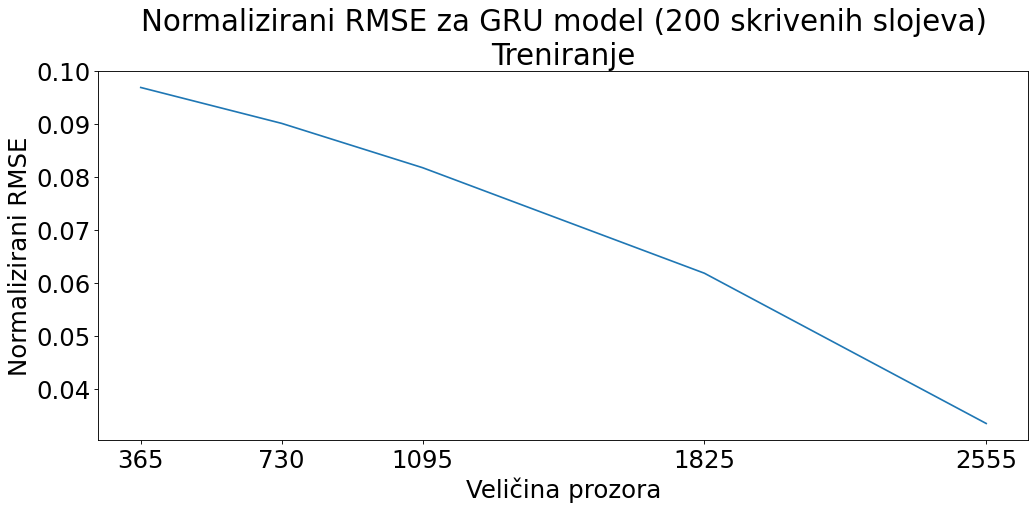 Normalizirani RMSE za GRU model (200 skrivenih slojeva)
Treniranje
Normalizirani RMSE
0.10
0.09
0.08
0.07
0.06
0.05
0.04
365 730 1095 1825 2555
Veličina prozora